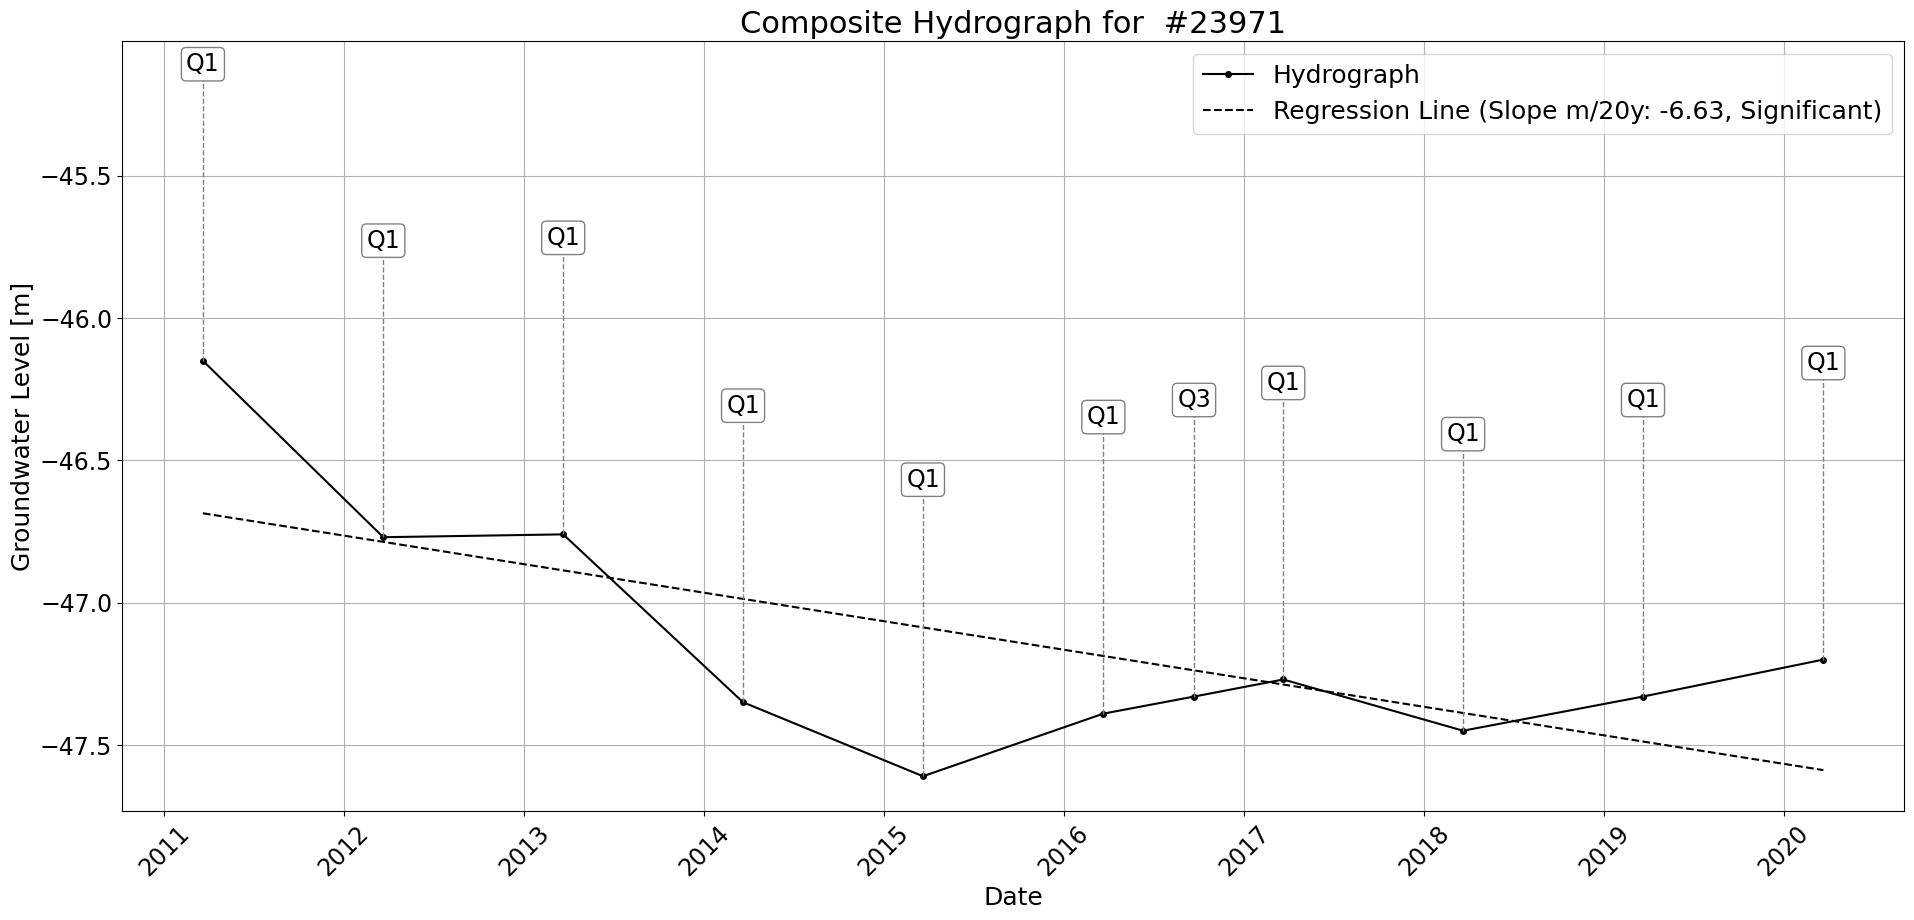 Composite Hydrograph for  #23971
Hydrograph
Regression Line (Slope m/20y: -6.63, Significant)
Q1
Q1
Q1
Q1
Q1
Q1
Q3
Q1
Q1
Q1
Q1
Groundwater Level [m]
−45.5
−46.0
−46.5
−47.0
−47.5
2011
2012
2013
2014
2015
2016
2017
2018
2019
2020
Date